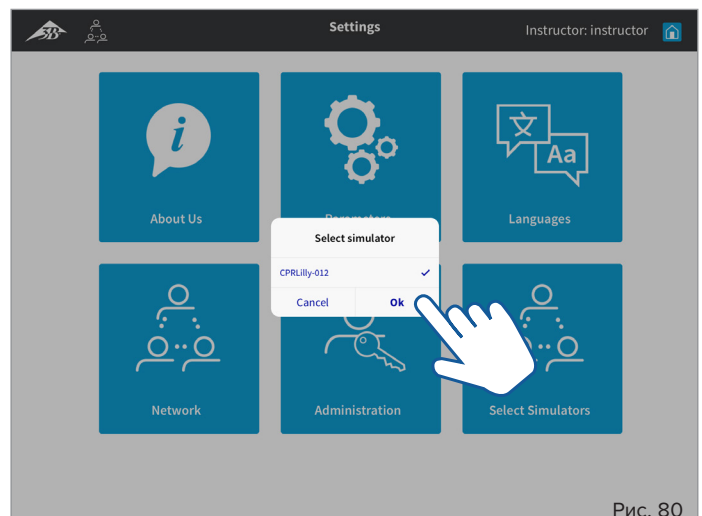 3B
Settings
Instructor: instructor
i
文
Aa
About Us
Languages
Select simulator
CPRLilly-012
Cancel
Ok
Network
Administration
Select Simulators
Рис. 80